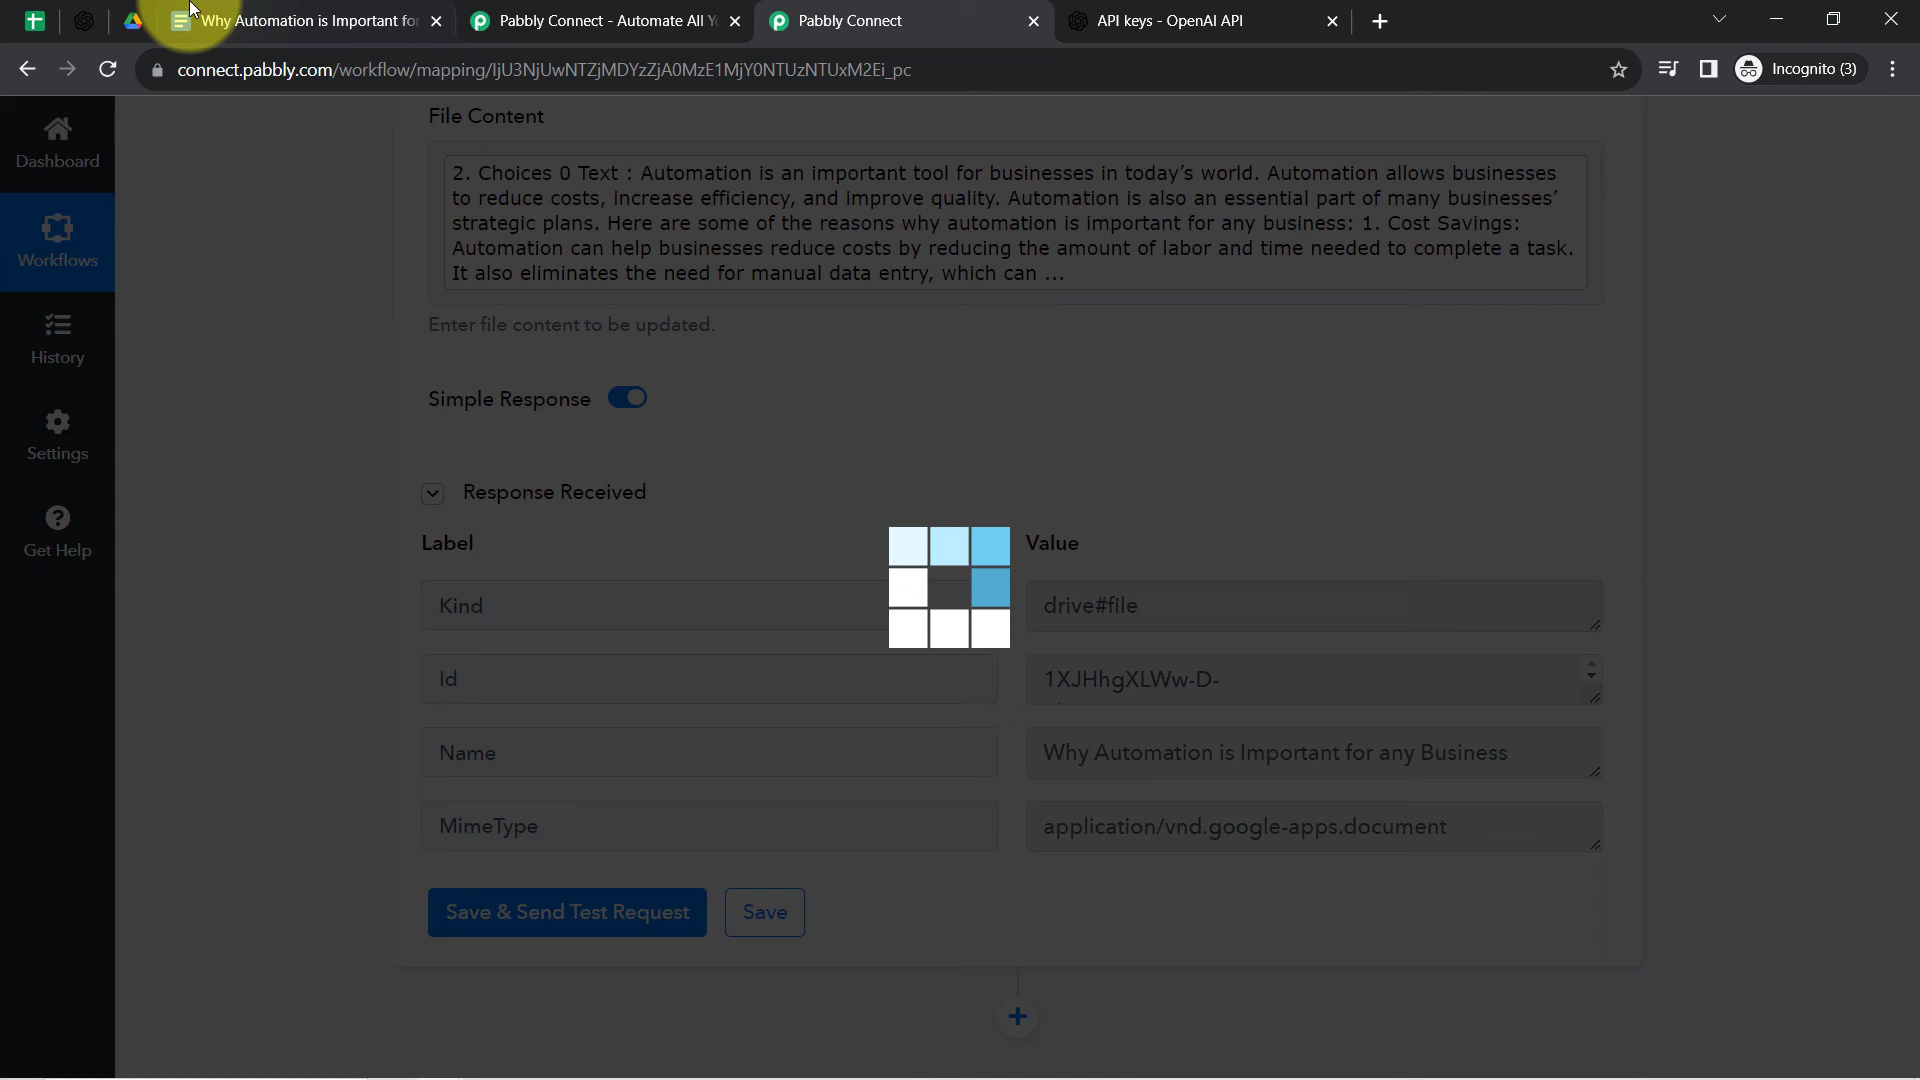 Why Automation is Important for
Pabbly Connect - Automate All Y
Pabbly Connect
API keys - OpenAI API
connect.pabbly.com/workflow/mapping/IjU3NjUwNTZjMDYzZjA0MzE1MjY0NTUzNTUxM2Ei_pc
Incognito (3)
Dashboard
Workflows
History
Settings
Get Help
File Content
2. Choices 0 Text : Automation is an important tool for businesses in today's world. Automation allows businesses
to reduce costs, increase efficiency, and improve quality. Automation is also an essential part of many businesses'
strategic plans. Here are some of the reasons why automation is important for any business: 1. Cost Savings:
Automation can help businesses reduce costs by reducing the amount of labor and time needed to complete a task.
It also eliminates the need for manual data entry, which can ...
Enter file content to be updated.
Simple Response
Response Received
Label
Value
Kind
drive#file
Id
1XJHhgXLWw-D-
Name
Why Automation is Important for any Business
MimeType
application/vnd.google-apps.document
Save & Send Test Request
Save